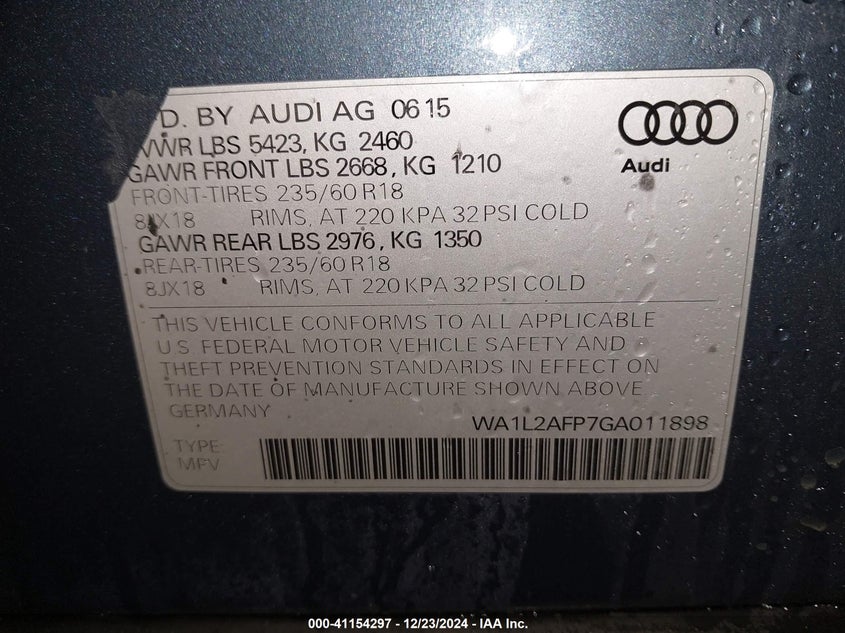 D. BY AUDI AG 0615
GVWR LBS 5423, KG 2460
GAWR FRONT LBS 2668, KG 1210
FRONT-TIRES 235/60 R18
8JX18 RIMS, AT 220 KPA 32 PSI COLD
GAWR REAR LBS 2976, KG 1350
REAR-TIRES 235/60 R18
8JX18 RIMS, AT 220 KPA 32 PSI COLD
Audi
THIS VEHICLE CONFORMS TO ALL APPLICABLE
U.S. FEDERAL MOTOR VEHICLE SAFETY AND
THEFT PREVENTION STANDARDS IN EFFECT ON
THE DATE OF MANUFACTURE SHOWN ABOVE
GERMANY
WA1L2AFP7GA011898
TYPE:
MPV
000-41154297 - 12/23/2024 - IAA Inc.